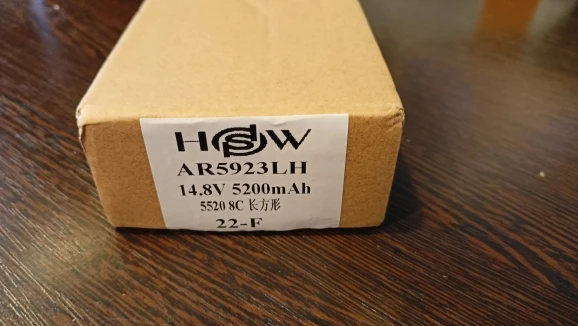 HSW
AR5923LH
14.8V 5200mAh
5520 8C 长方形
22-F